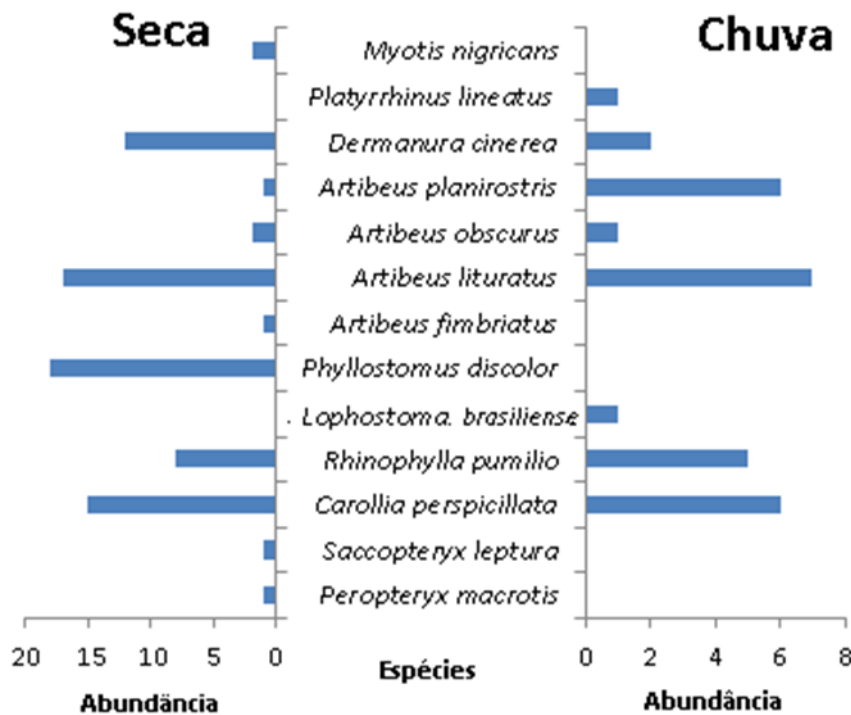 Seca
Chuva
Myotis nigricans
Platyrrhinus lineatus
Dermanura cinerea
Artibeus planirostris
Artibeus obscurus
Artibeus lituratus
Artibeus fimbriatus
Phyllostomus discolor
. Lophostoma. brasiliense
Rhinophylla pumilio
Carollia perspicillata
Saccopteryx leptura
Peropteryx macrotis
20 15 10 5 0
0 2 4 6 8
Abundäncia
Espécies
Abundância